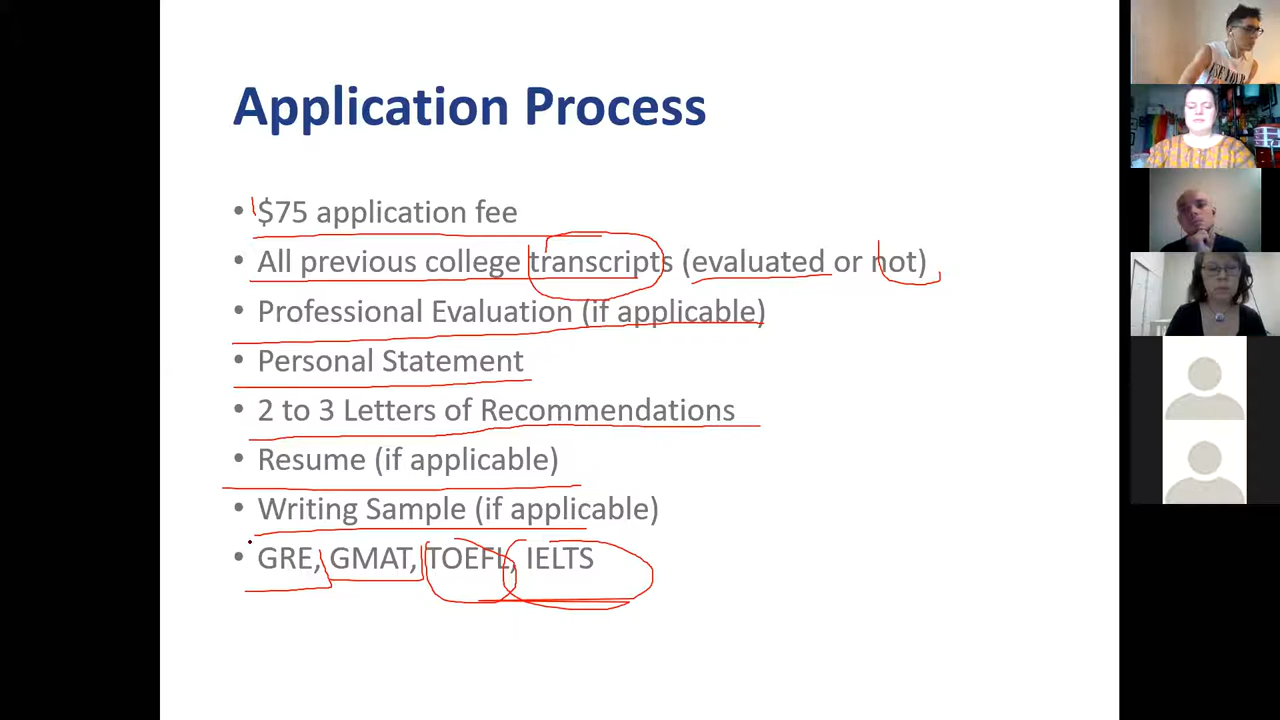 Application Process
• $75 application fee
• All previous college transcripts (evaluated or not)
• Professional Evaluation (if applicable)
• Personal Statement
• 2 to 3 Letters of Recommendations
• Resume (if applicable)
• Writing Sample (if applicable)
• GRE, GMAT, TOEFL, IELTS